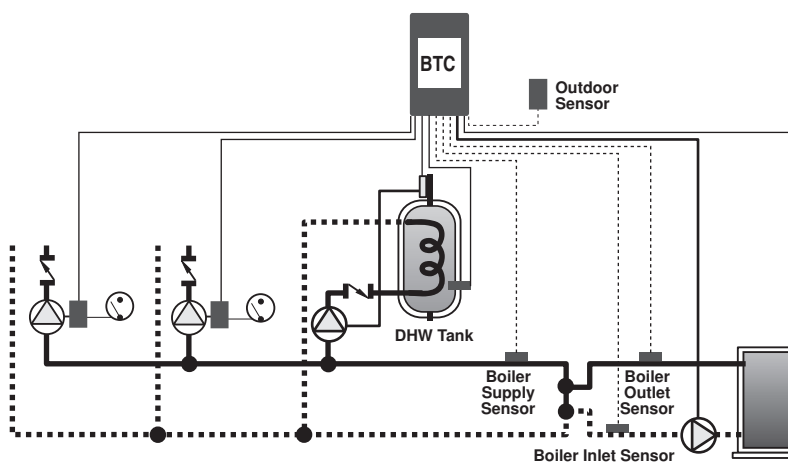 BTC
Outdoor
Sensor
DHW Tank
Boiler
Supply
Sensor
Boiler
Outlet
Sensor
Boiler Inlet Sensor